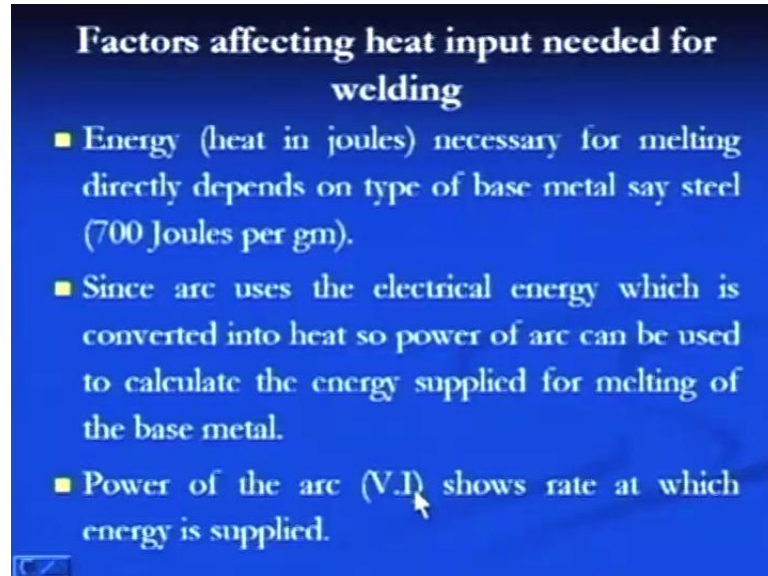 Factors affecting heat input needed for
welding
Energy (heat in joules) necessary for melting
directly depends on type of base metal say steel
(700 Joules per gm).
Since arc uses the electrical energy which is
converted into heat so power of arc can be used
to calculate the energy supplied for melting of
the base metal.
Power of the arc (V.I) shows rate at which
energy is supplied.